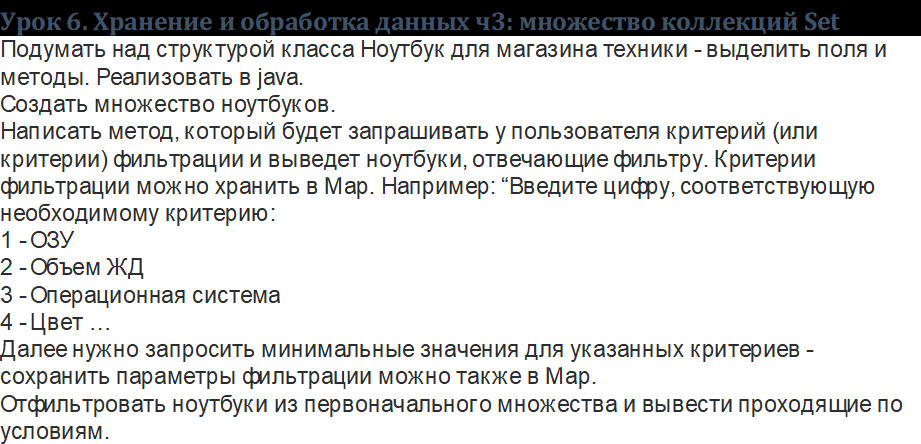 Урок 6. Хранение и обработка данных ч3: множество коллекций Set
Подумать над структурой класса Ноутбук для магазина техники - выделить поля и
методы. Реализовать в java.
Создать множество ноутбуков.
Написать метод, который будет запрашивать у пользователя критерий (или
критерии) фильтрации и выведет ноутбуки, отвечающие фильтру. Критерии
фильтрации можно хранить в Map. Например: “Введите цифру, соответствующую
необходимому критерию:
1 - ОЗУ
2 - Объем ЖД
3 - Операционная система
4 - Цвет …
Далее нужно запросить минимальные значения для указанных критериев -
сохранить параметры фильтрации можно также в Map.
Отфильтровать ноутбуки из первоначального множества и вывести проходящие по
условиям.